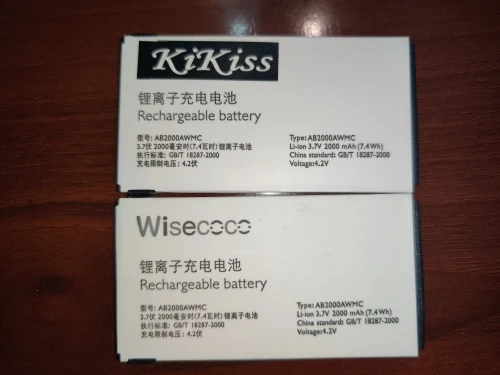 KiKiss
锂离子充电电池
Rechargeable battery
型号: AB2000AWMC
3.7伏 2000毫安时(7.4瓦时)锂离子电池
执行标准: GB/T 18287-2000
充电限制电压: 4.2伏
Type: AB2000AWMC
Li-ion 3.7V 2000 mAh (7.4Wh)
China standard: GB/T 18287-2000
Voltage:4.2V
Wisecoco
锂离子充电电池
Rechargeable battery
型号: AB2000AWMC
3.7伏 2000毫安时(7.4瓦时)锂离子电池
执行标准: GB/T 18287-2000
充电限制电压: 4.2伏
Type: AB2000AWMC
Li-ion 3.7V 2000 mAh (7.4Wh)
China standard: GB/T 18287-2000
Voltage:4.2V